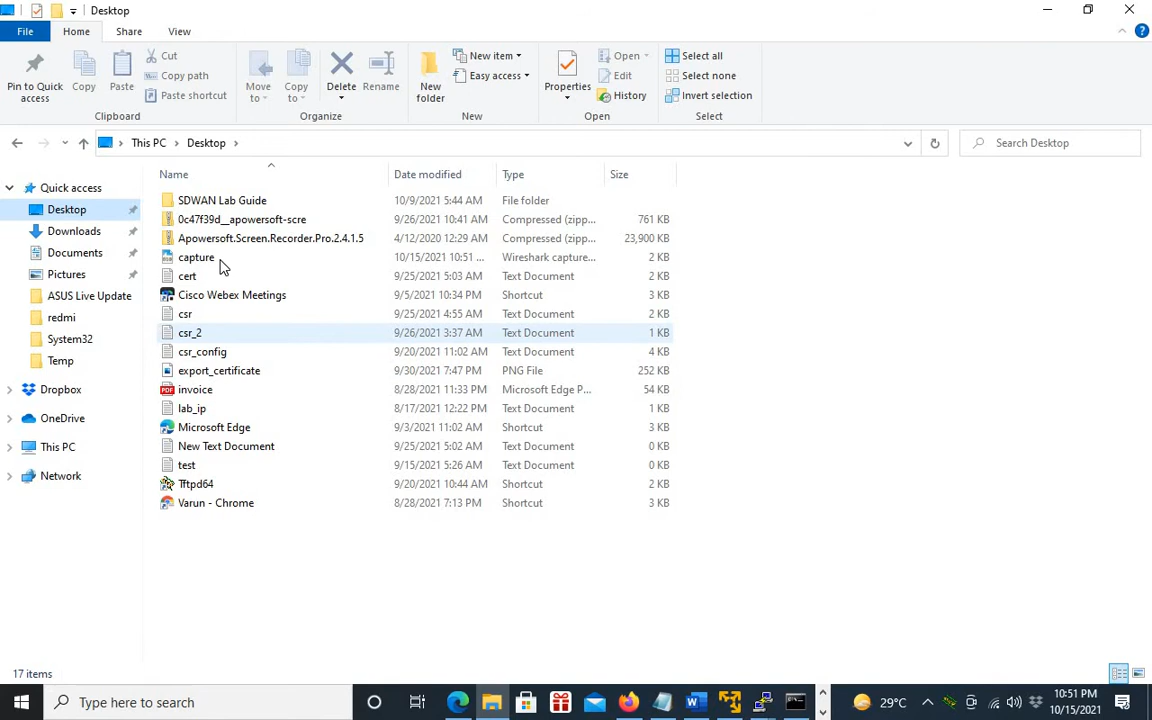 Desktop
File Home Share View
Pin to Quick access
Copy
Paste
Cut
Copy path
Paste shortcut
Clipboard
Move to
Copy to
Delete
Rename
Organize
New folder
New item
Easy access
New
Properties
Open
Edit
History
Open
Select all
Select none
Invert selection
Select
This PC > Desktop >
Search Desktop
Quick access
Desktop
Downloads
Documents
Pictures
ASUS Live Update
redmi
System32
Temp
Dropbox
OneDrive
This PC
Network
Name Date modified Type Size
SDWAN Lab Guide 10/9/2021 5:44 AM File folder
0c47f39d__apowersoft-scre 9/26/2021 10:41 AM Compressed (zipp... 761 KB
Apowersoft.Screen.Recorder.Pro.2.4.1.5 4/12/2020 12:29 AM Compressed (zipp... 23,900 KB
capture 10/15/2021 10:51 ... Wireshark capture... 2 KB
cert 9/25/2021 5:03 AM Text Document 2 KB
Cisco Webex Meetings 9/5/2021 10:34 PM Shortcut 3 KB
csr 9/25/2021 4:55 AM Text Document 2 KB
csr_2 9/26/2021 3:37 AM Text Document 1 KB
csr_config 9/20/2021 11:02 AM Text Document 4 KB
export_certificate 9/30/2021 7:47 PM PNG File 252 KB
invoice 8/28/2021 11:33 PM Microsoft Edge P... 54 KB
lab_ip 8/17/2021 12:22 PM Text Document 1 KB
Microsoft Edge 9/3/2021 11:02 AM Shortcut 3 KB
New Text Document 9/25/2021 5:02 AM Text Document 0 KB
test 9/15/2021 5:26 AM Text Document 0 KB
Tftpd64 9/20/2021 10:44 AM Shortcut 2 KB
Varun - Chrome 8/28/2021 7:13 PM Shortcut 3 KB
17 items
Type here to search
29°C
10:51 PM
10/15/2021